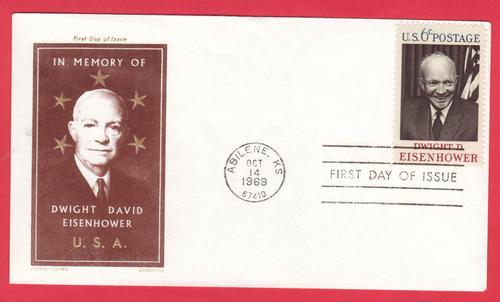 First Day of Issue
IN MEMORY OF
DWIGHT DAVID
EISENHOWER
U. S. A.
U.S. 6c POSTAGE
DWIGHT D.
EISENHOWER
ABILENE, KS
OCT
14
1969
67410
FIRST DAY OF ISSUE